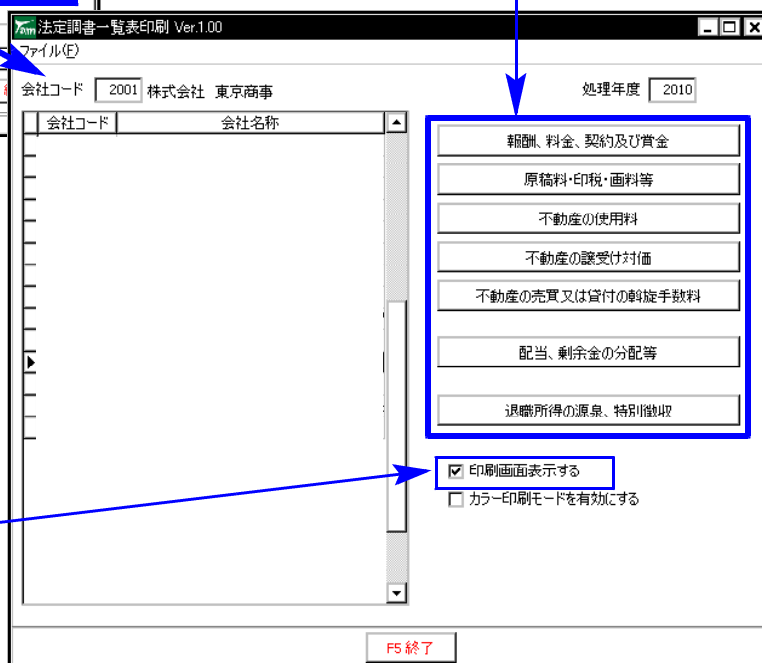 Tam 法定調書一覧表印刷 Ver.1.00
ファイル(F)
会社コード 2001 株式会社 東京商事 処理年度 2010
会社コード 会社名称
報酬、料金、契約及び賞金
原稿料・印税・画料等
不動産の使用料
不動産の譲受け対価
不動産の売買又は貸付の斡旋手数料
配当、剰余金の分配等
退職所得の源泉、特別徴収
印刷画面表示する
カラー印刷モードを有効にする
F5 終了